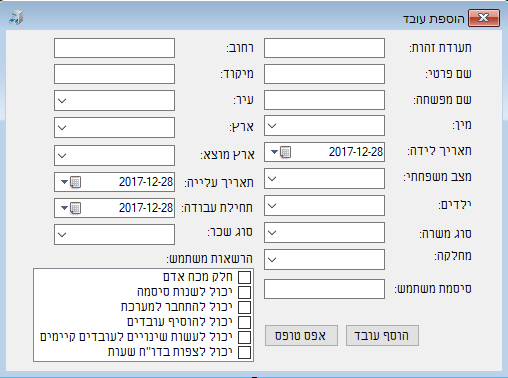 הוספת עובד
תעודת זהות:
שם פרטי:
שם מפשחה:
מין:
תאריך לידה: 2017-12-28
מצב משפחתי:
ילדים:
סוג משרה:
מחלקה:
סיסמת משתמש:
הוסף עובד
אפס טופס
רחוב:
מיקוד:
עיר:
ארץ:
ארץ מוצא:
תאריך עלייה: 2017-12-28
תחילת עבודה: 2017-12-28
סוג שכר:
הרשאות משתמש:
חלק מכח אדם
יכול לשנות סיסמה
יכול להתחבר למערכת
יכול להוסיף עובדים
יכול לעשות שינויים לעובדים קיימים
יכול לצפות בדו"ח שעות